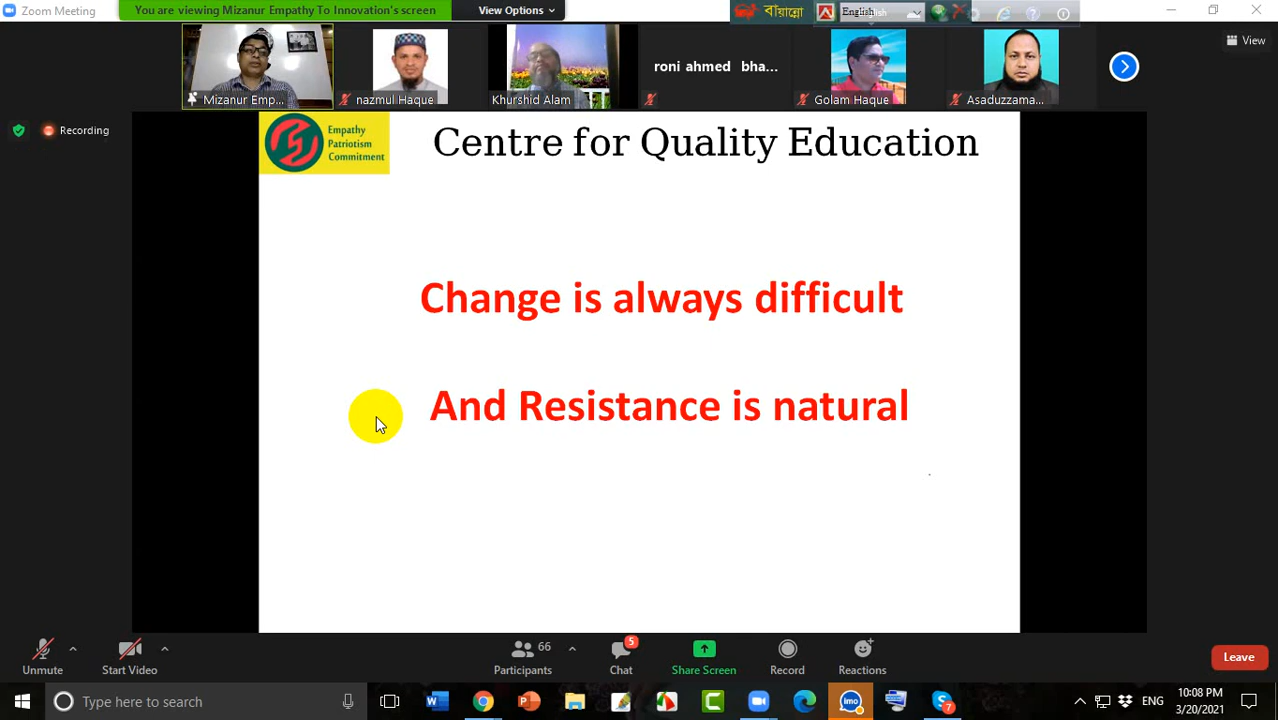 Zoom Meeting
You are viewing Mizanur Empathy To Innovation's screen
View Options
বায়ান্নো
English
View
Mizanur Emp...
nazmul Haque
Khurshid Alam
roni ahmed bha...
Golam Haque
Asaduzzama...
Recording
Empathy
Patriotism
Commitment
Centre for Quality Education
Change is always difficult
And Resistance is natural
Unmute
Start Video
66
Participants
5
Chat
Share Screen
Record
Reactions
Leave
Type here to search
imo
7
ENG
10:08 PM
3/20/2021